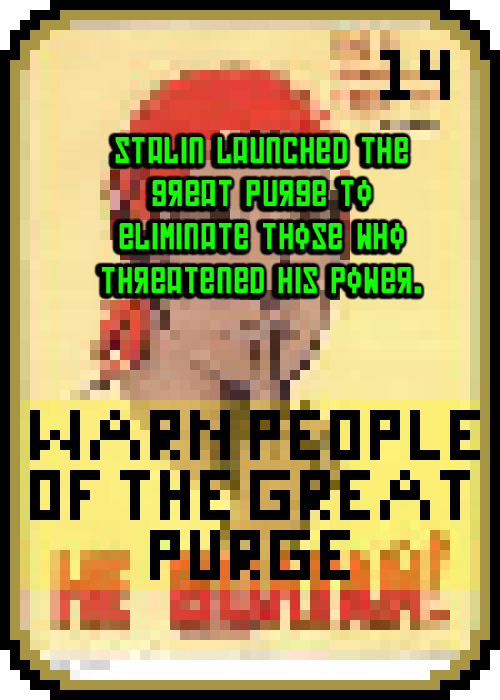 14
STALIN LAUNCHED THE
GREAT PURGE TO
ELIMINATE THOSE WHO
THREATENED HIS POWER.
WARN PEOPLE
OF THE GREAT
PURGE
НЕ